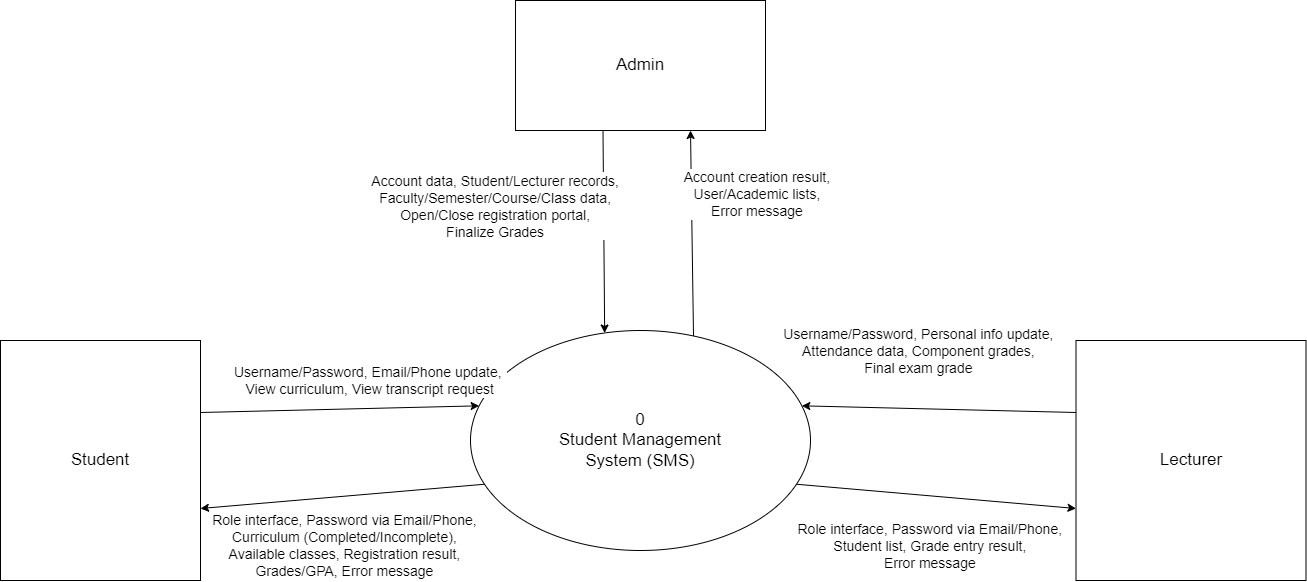 Admin
Account data, Student/Lecturer records,
Faculty/Semester/Course/Class data,
Open/Close registration portal,
Finalize Grades
Account creation result,
User/Academic lists,
Error message
Username/Password, Email/Phone update,
View curriculum, View transcript request
Username/Password, Personal info update,
Attendance data, Component grades,
Final exam grade
Student
0
Student Management
System (SMS)
Lecturer
Role interface, Password via Email/Phone,
Curriculum (Completed/Incomplete),
Available classes, Registration result,
Grades/GPA, Error message
Role interface, Password via Email/Phone,
Student list, Grade entry result,
Error message